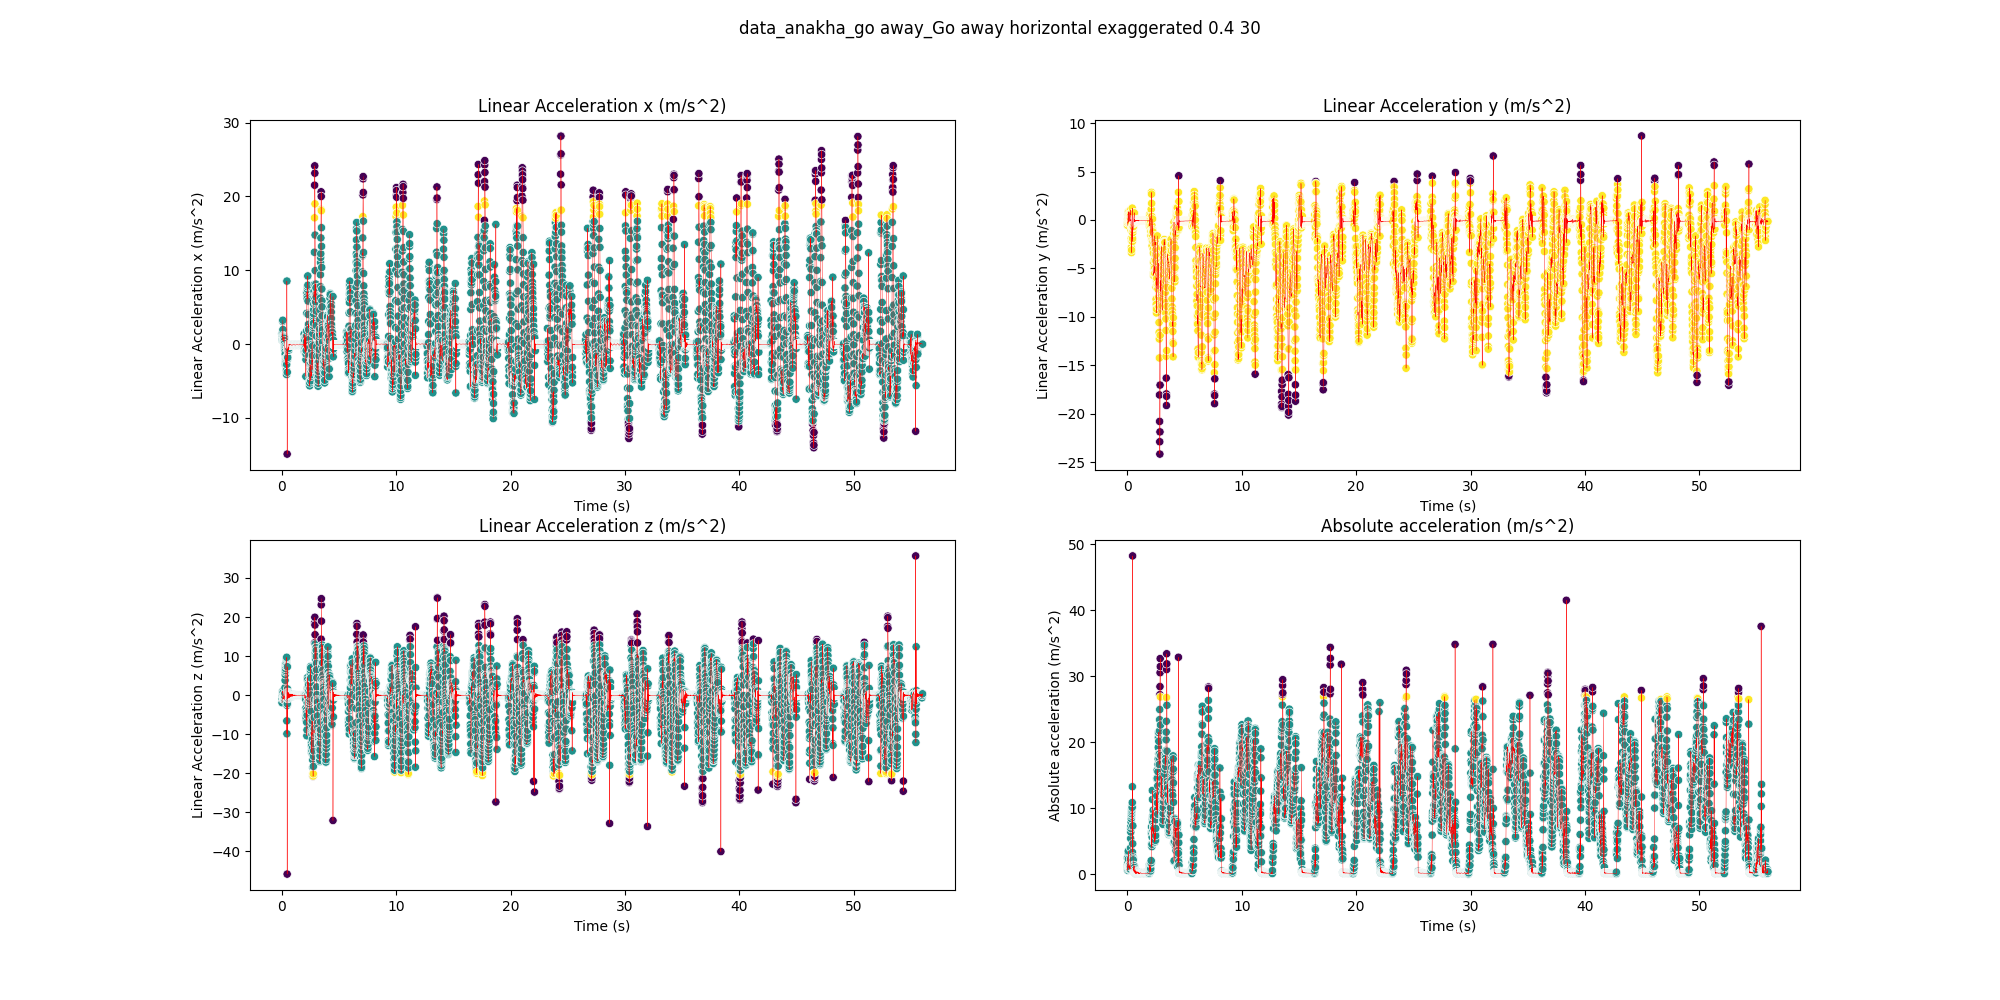 data_anakha_go away_Go away horizontal exaggerated 0.4 30
Linear Acceleration x (m/s^2)
Linear Acceleration x (m/s^2)
30
20
10
0
−10
0 10 20 30 40 50
Time (s)
Linear Acceleration y (m/s^2)
Linear Acceleration y (m/s^2)
10
5
0
−5
−10
−15
−20
−25
0 10 20 30 40 50
Time (s)
Linear Acceleration z (m/s^2)
Linear Acceleration z (m/s^2)
30
20
10
0
−10
−20
−30
−40
0 10 20 30 40 50
Time (s)
Absolute acceleration (m/s^2)
Absolute acceleration (m/s^2)
50
40
30
20
10
0
0 10 20 30 40 50
Time (s)